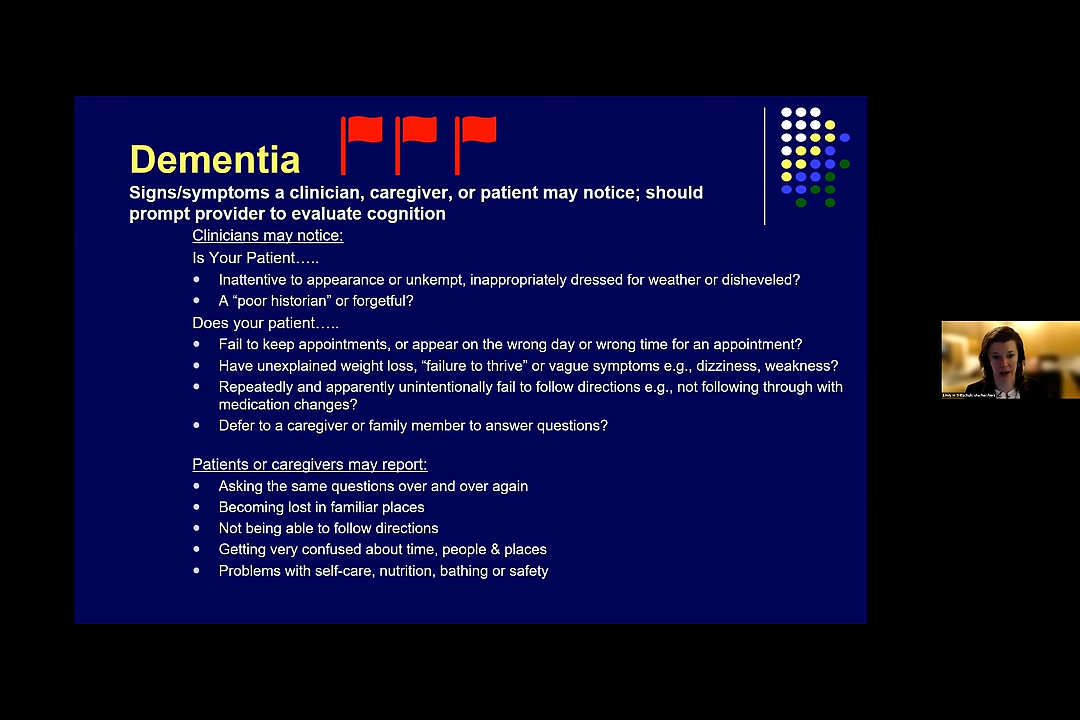 Dementia
Signs/symptoms a clinician, caregiver, or patient may notice; should
prompt provider to evaluate cognition
Clinicians may notice:
Is Your Patient…..
• Inattentive to appearance or unkempt, inappropriately dressed for weather or disheveled?
• A “poor historian” or forgetful?
Does your patient…..
• Fail to keep appointments, or appear on the wrong day or wrong time for an appointment?
• Have unexplained weight loss, “failure to thrive” or vague symptoms e.g., dizziness, weakness?
• Repeatedly and apparently unintentionally fail to follow directions e.g., not following through with
medication changes?
• Defer to a caregiver or family member to answer questions?
Patients or caregivers may report:
• Asking the same questions over and over again
• Becoming lost in familiar places
• Not being able to follow directions
• Getting very confused about time, people & places
• Problems with self-care, nutrition, bathing or safety